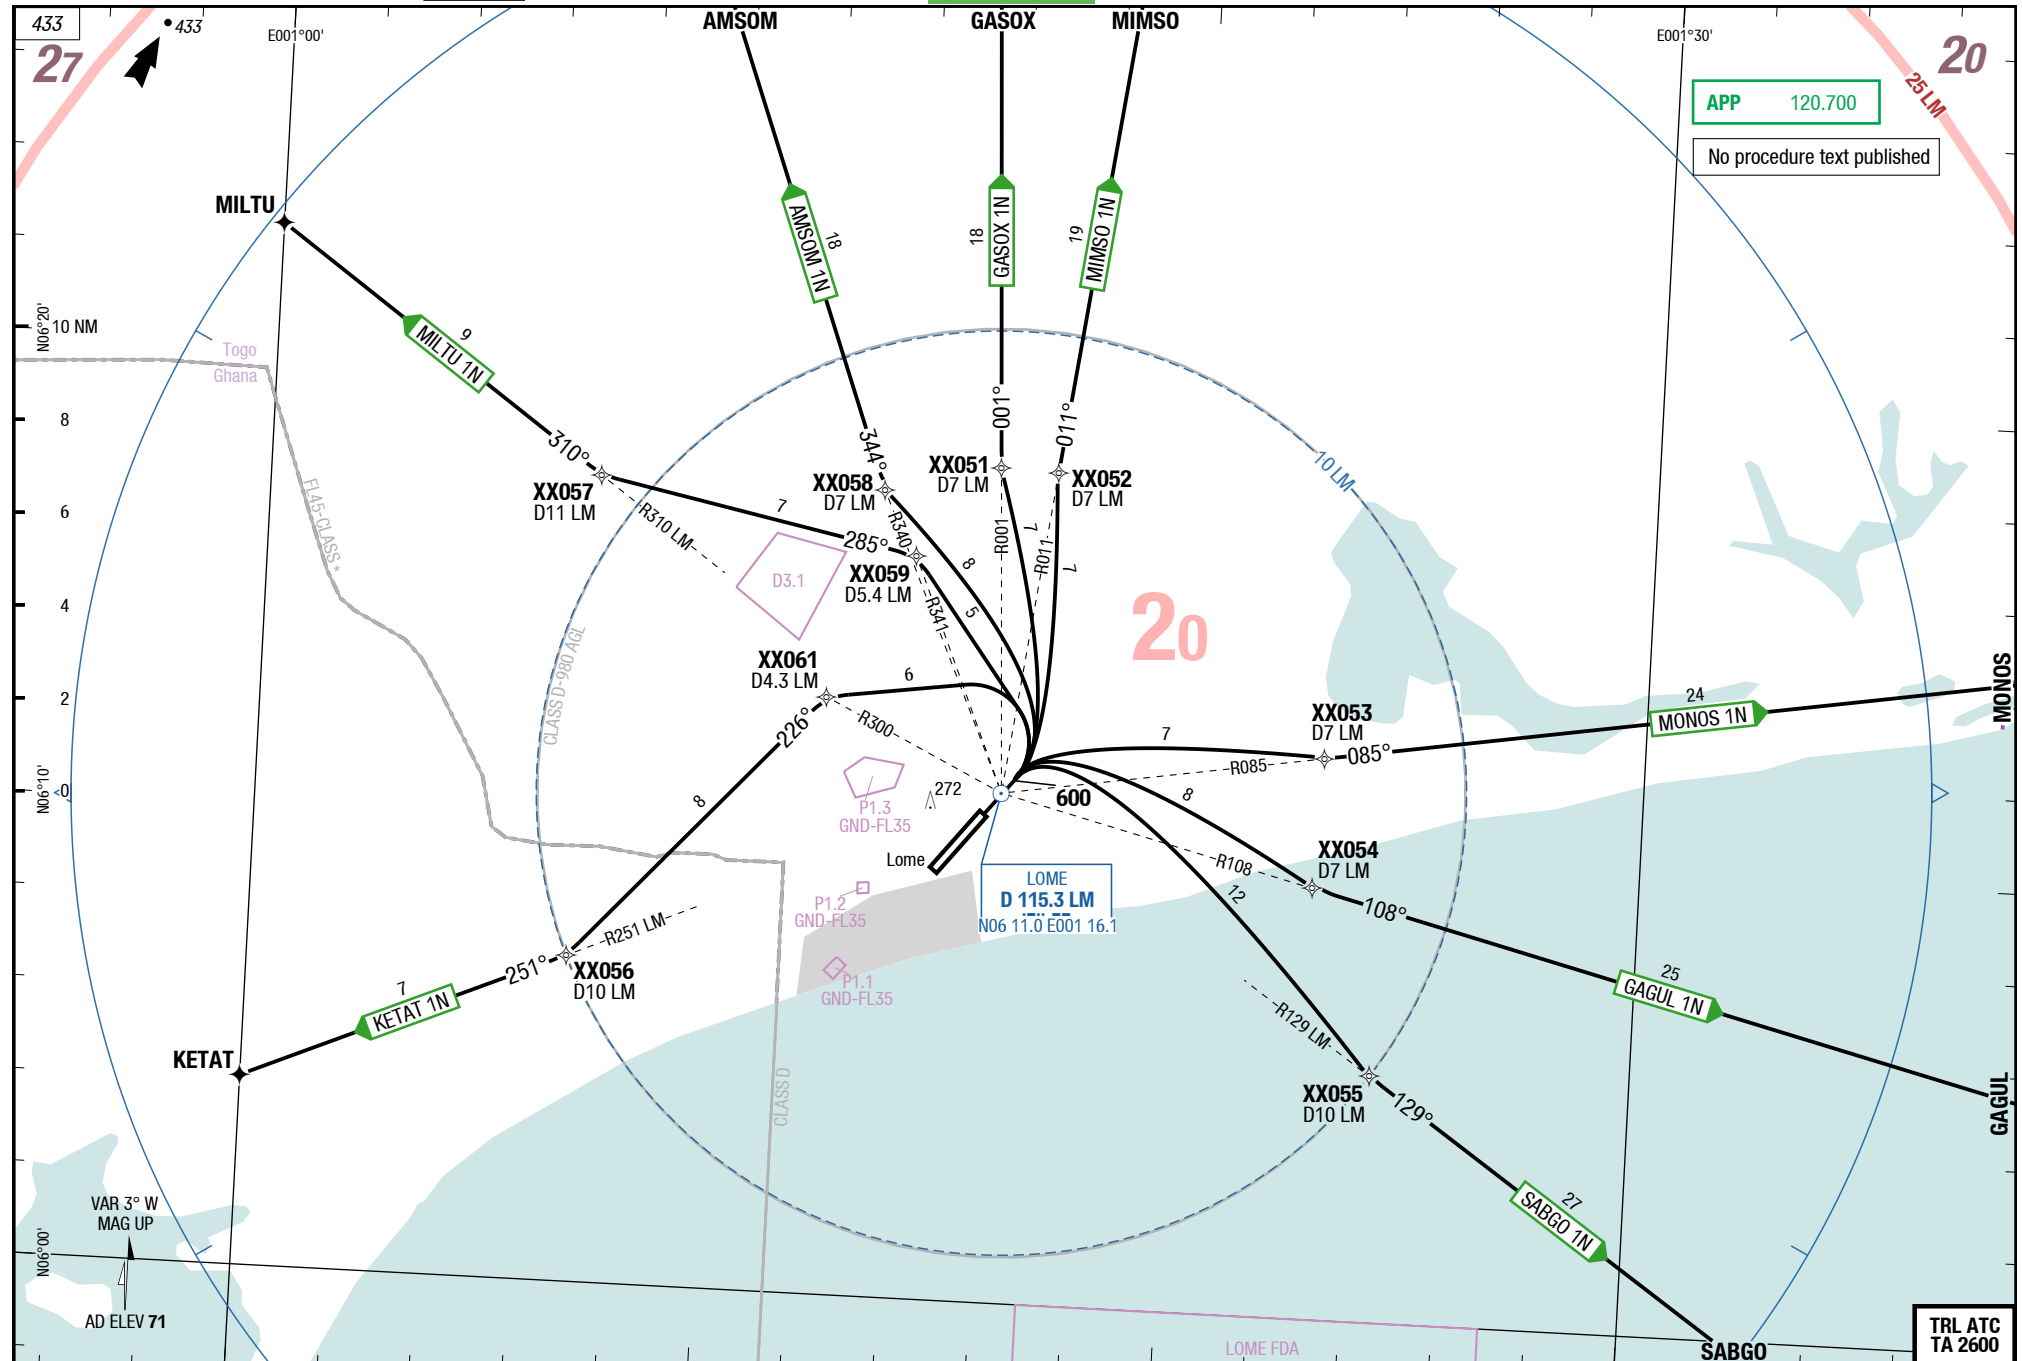 433
433
27
E001°00'
AMSOM
GASOX
MIMSO
E001°30'
20
25 LM
APP 120.700
No procedure text published
MILTU
AMSOM 1N
18
GASOX 1N
18
MIMSO 1N
19
N06°20'
10 NM
Togo
Ghana
MILTU 1N
9
8
310°
344°
001°
011°
XX057
D11 LM
XX058
D7 LM
XX051
D7 LM
XX052
D7 LM
10 LM
FL45-CLASS *
6
R310 LM
7
285°
R340
R001
7
R011
7
8
5
XX059
D5.4 LM
R341
D3.1
4
20
CLASS D-980 AGL
XX061
D4.3 LM
6
2
226°
R300
XX053
D7 LM
7
085°
R085
24
MONOS 1N
MONOS
N06°10'
0
8
P1.3
GND-FL35
272
600
8
Lome
LOME
D 115.3 LM
N06 11.0 E001 16.1
XX054
D7 LM
R108
108°
12
P1.2
GND-FL35
R251 LM
251°
XX056
D10 LM
P1.1
GND-FL35
7
KETAT 1N
KETAT
25
GAGUL 1N
GAGUL
R129 LM
XX055
D10 LM
129°
CLASS D
27
SABGO 1N
SABGO
VAR 3° W
MAG UP
N06°00'
AD ELEV 71
LOME FDA
TRL ATC
TA 2600